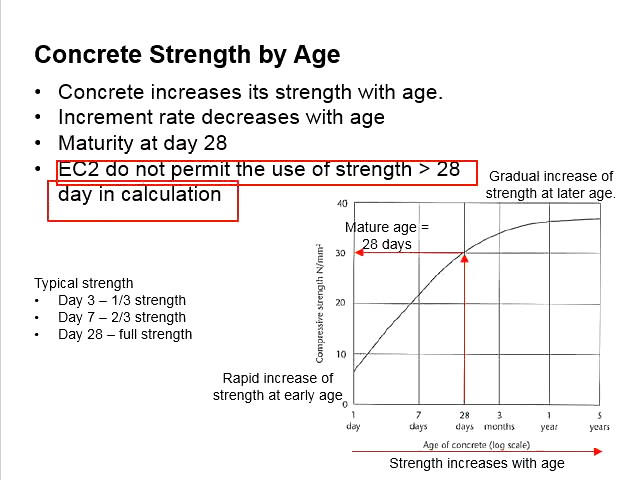 Concrete Strength by Age
• Concrete increases its strength with age.
• Increment rate decreases with age
• Maturity at day 28
• EC2 do not permit the use of strength > 28
day in calculation
Gradual increase of
strength at later age.
Typical strength
• Day 3 – 1/3 strength
• Day 7 – 2/3 strength
• Day 28 – full strength
Rapid increase of
strength at early age
Mature age =
28 days
Compressive strength N/mm²
40
30
20
10
0
1 7 28 3 1 5
day days days months year years
Age of concrete (log scale)
Strength increases with age